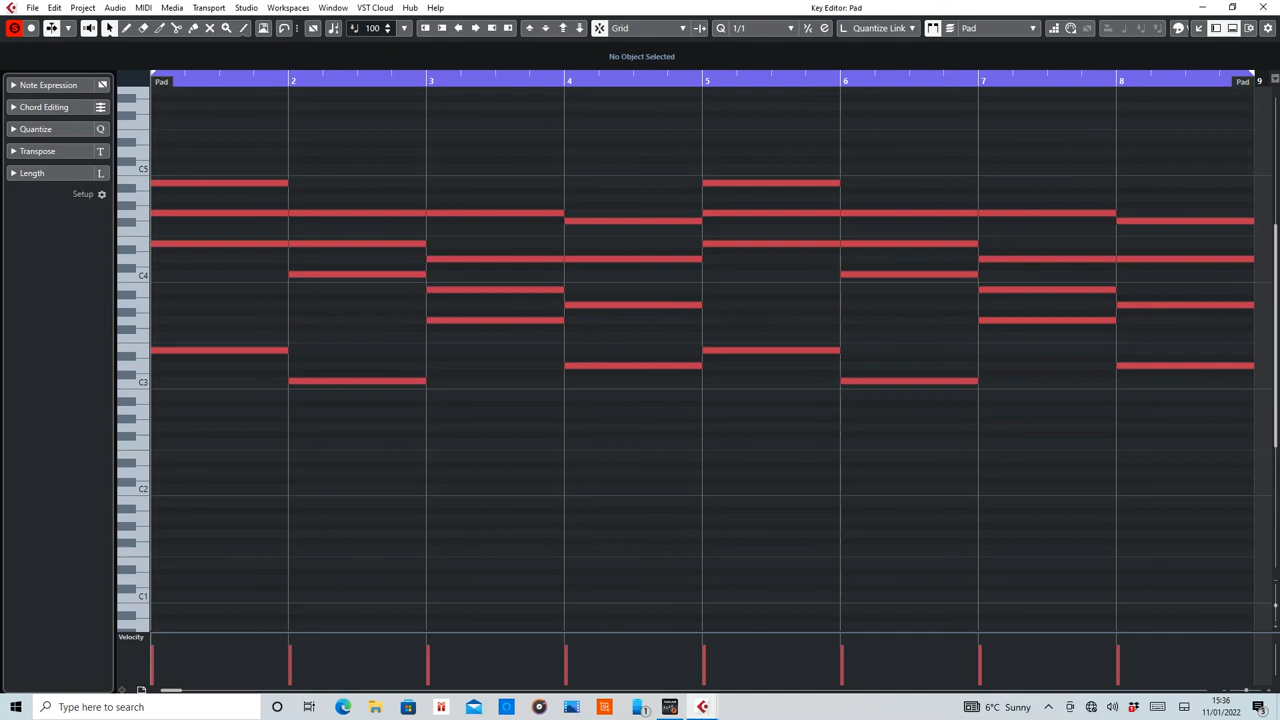 File Edit Project Audio MIDI Media Transport Studio Workspaces Window VST Cloud Hub Help
Key Editor: Pad
S
100
Grid
Q
1/1
Quantize Link
Pad
No Object Selected
2 3 4 5 6 7 8 9
Pad
Pad
Note Expression
Chord Editing
Quantize Q
Transpose T
Length L
Setup
C5
C4
C3
C2
C1
Velocity
Type here to search
1
6°C Sunny
15:36
11/01/2022
3